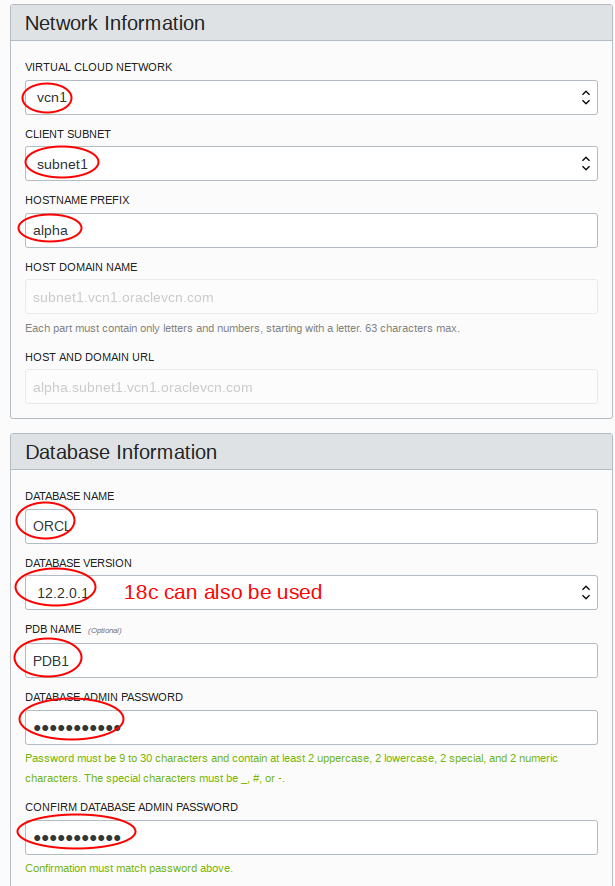 Network Information
VIRTUAL CLOUD NETWORK
vcn1
CLIENT SUBNET
subnet1
HOSTNAME PREFIX
alpha
HOST DOMAIN NAME
subnet1.vcn1.oraclevcn.com
Each part must contain only letters and numbers, starting with a letter. 63 characters max.
HOST AND DOMAIN URL
alpha.subnet1.vcn1.oraclevcn.com
Database Information
DATABASE NAME
ORCL
DATABASE VERSION
12.2.0.1 18c can also be used
PDB NAME (Optional)
PDB1
DATABASE ADMIN PASSWORD
●●●●●●●●●●●
Password must be 9 to 30 characters and contain at least 2 uppercase, 2 lowercase, 2 special, and 2 numeric
characters. The special characters must be _, #, or -.
CONFIRM DATABASE ADMIN PASSWORD
●●●●●●●●●●●
Confirmation must match password above.